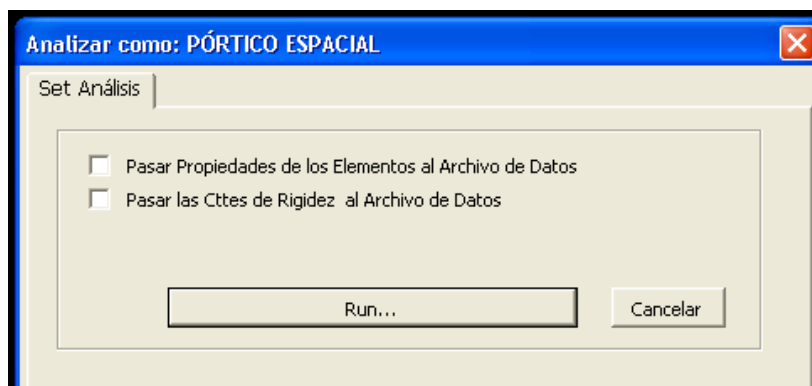 Analizar como: PÓRTICO ESPACIAL
Set Análisis
Pasar Propiedades de los Elementos al Archivo de Datos
Pasar las Cttes de Rigidez al Archivo de Datos
Run...
Cancelar